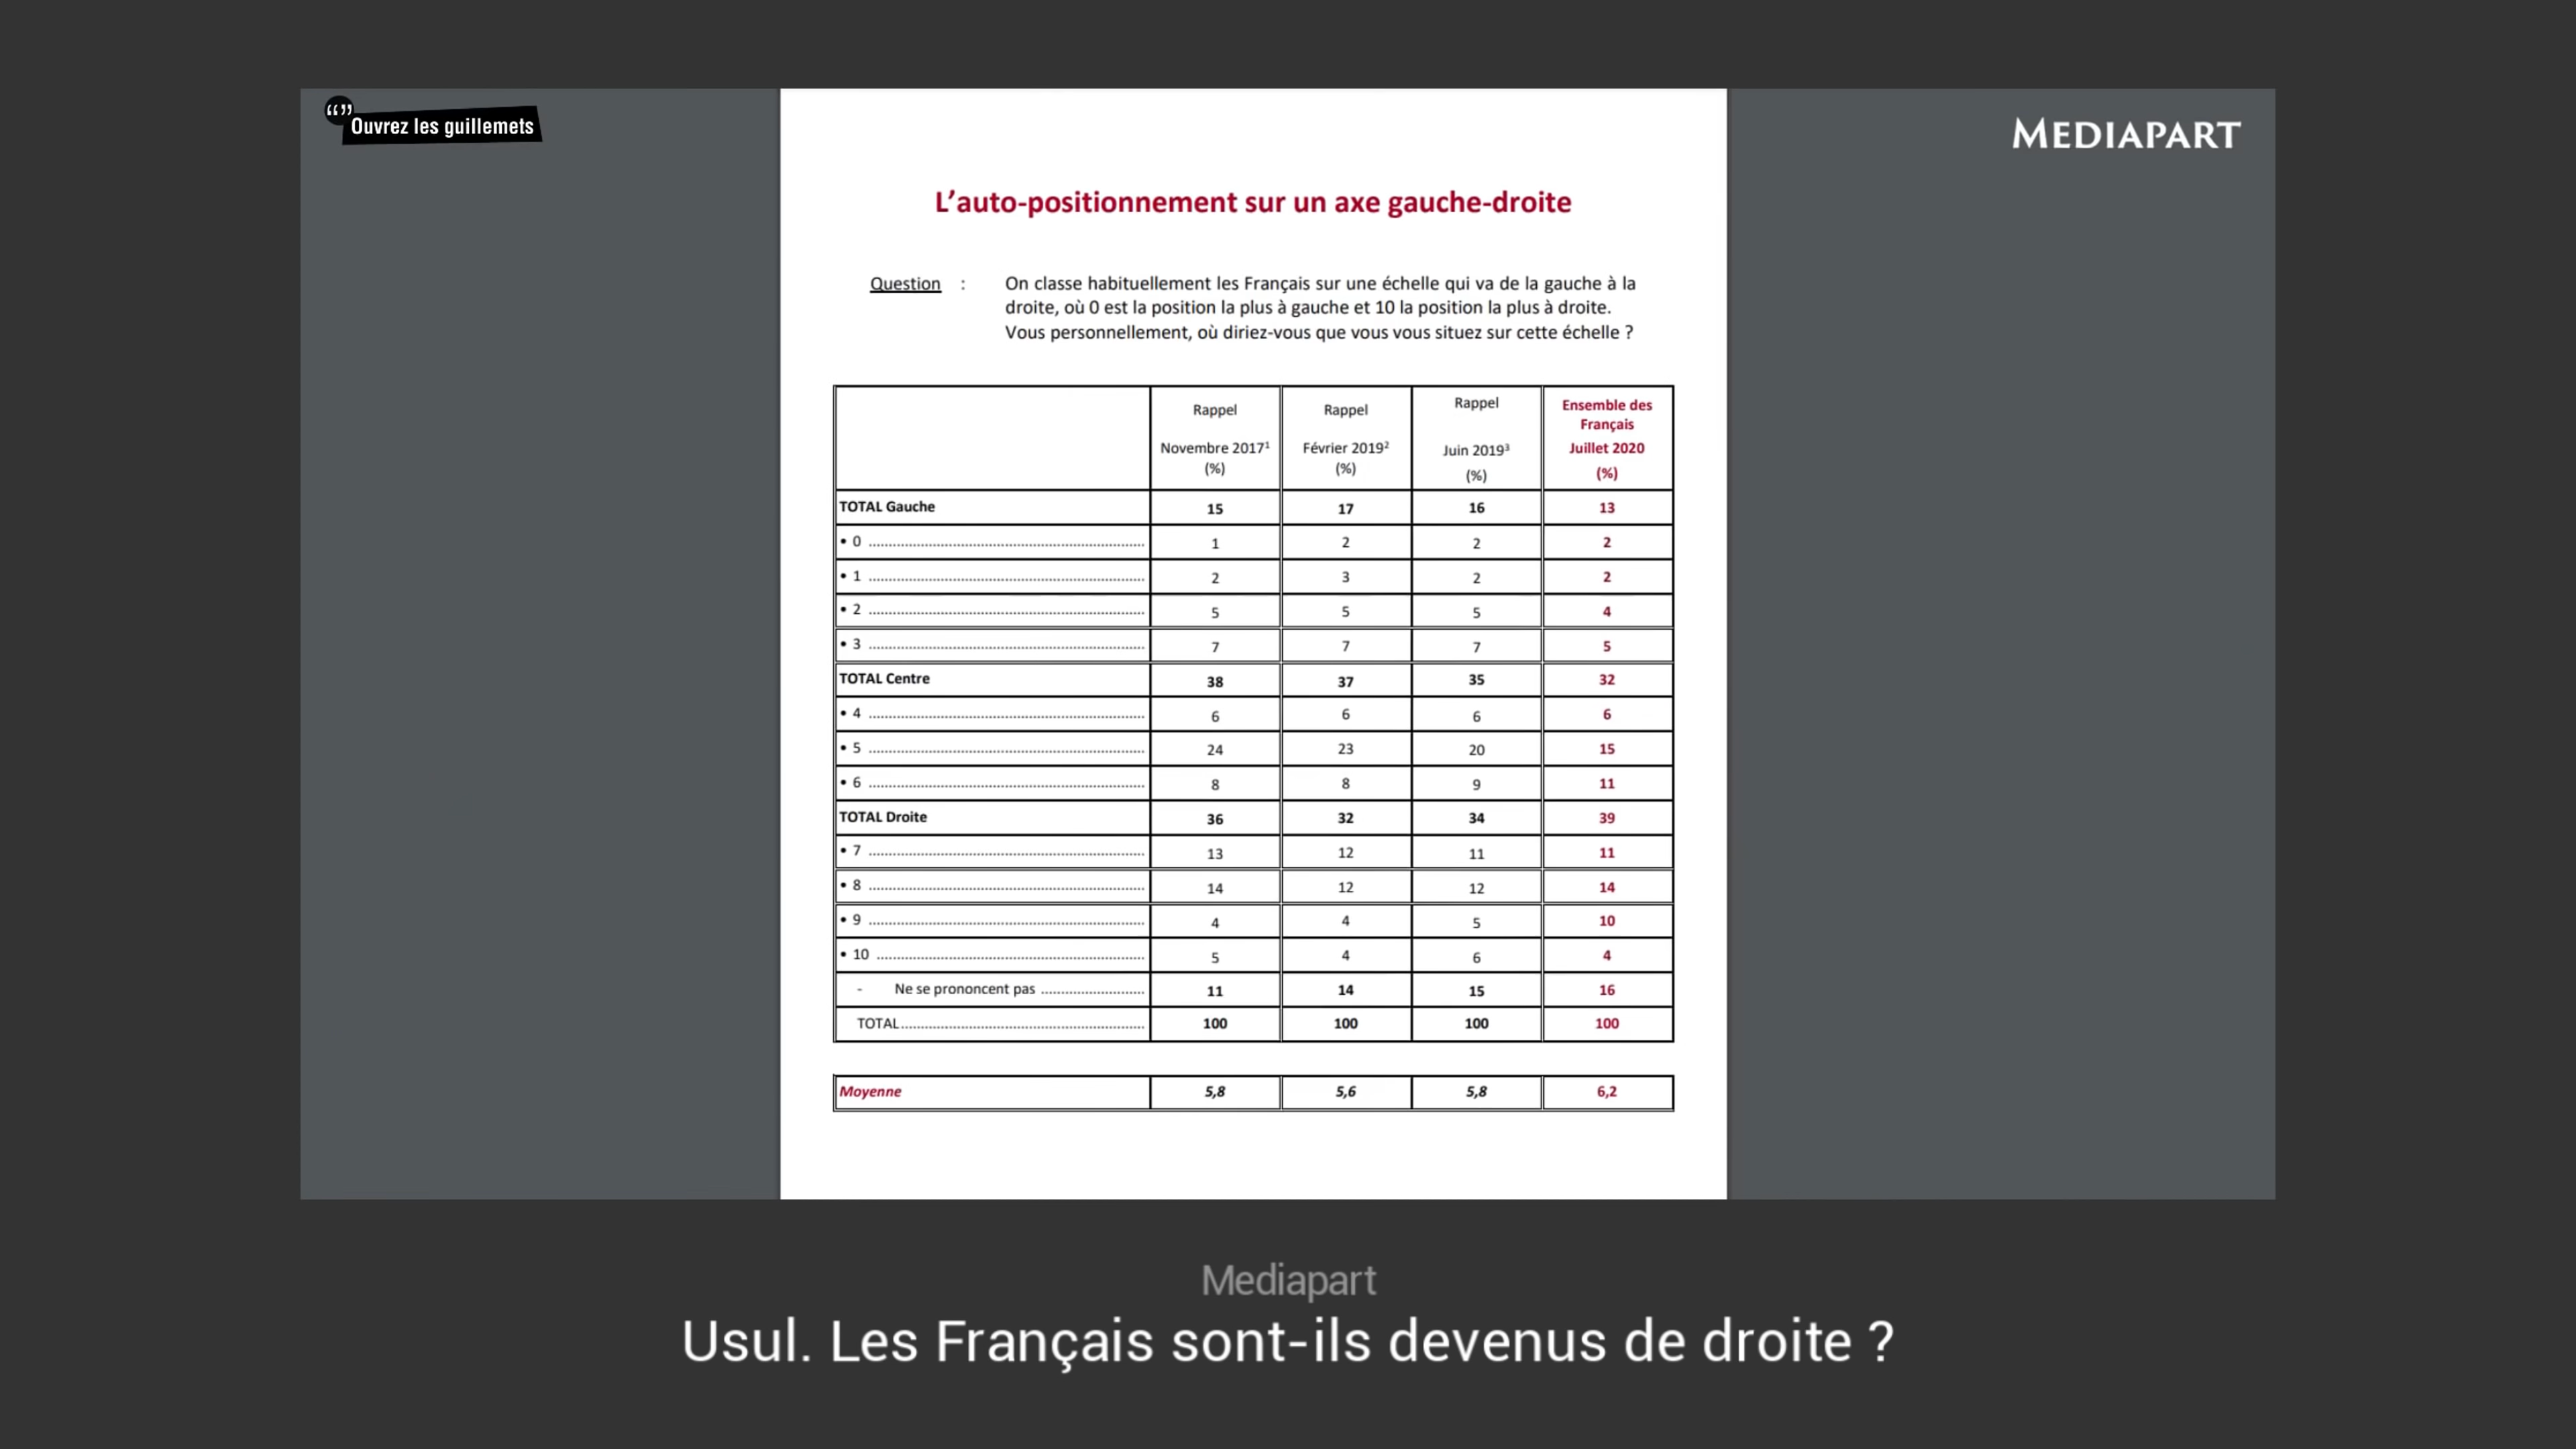 “”
Ouvrez les guillemets
MEDIAPART
L’auto-positionnement sur un axe gauche-droite
Question : On classe habituellement les Français sur une échelle qui va de la gauche à la
droite, où 0 est la position la plus à gauche et 10 la position la plus à droite.
Vous personnellement, où diriez-vous que vous vous situez sur cette échelle ?
Rappel Rappel Rappel Ensemble des
Français
Novembre 2017¹ Février 2019² Juin 2019³ Juillet 2020
(%) (%) (%) (%)
TOTAL Gauche 15 17 16 13
• 0 ........ 1 2 2 2
• 1 ........ 2 3 2 2
• 2 ........ 5 5 5 4
• 3 ........ 7 7 7 5
TOTAL Centre 38 37 35 32
• 4 ........ 6 6 6 6
• 5 ........ 24 23 20 15
• 6 ........ 8 8 9 11
TOTAL Droite 36 32 34 39
• 7 ........ 13 12 11 11
• 8 ........ 14 12 12 14
• 9 ........ 4 4 5 10
• 10 ........ 5 4 6 4
- Ne se prononcent pas ........ 11 14 15 16
TOTAL........ 100 100 100 100
Moyenne 5,8 5,6 5,8 6,2
Mediapart
Usul. Les Français sont-ils devenus de droite ?